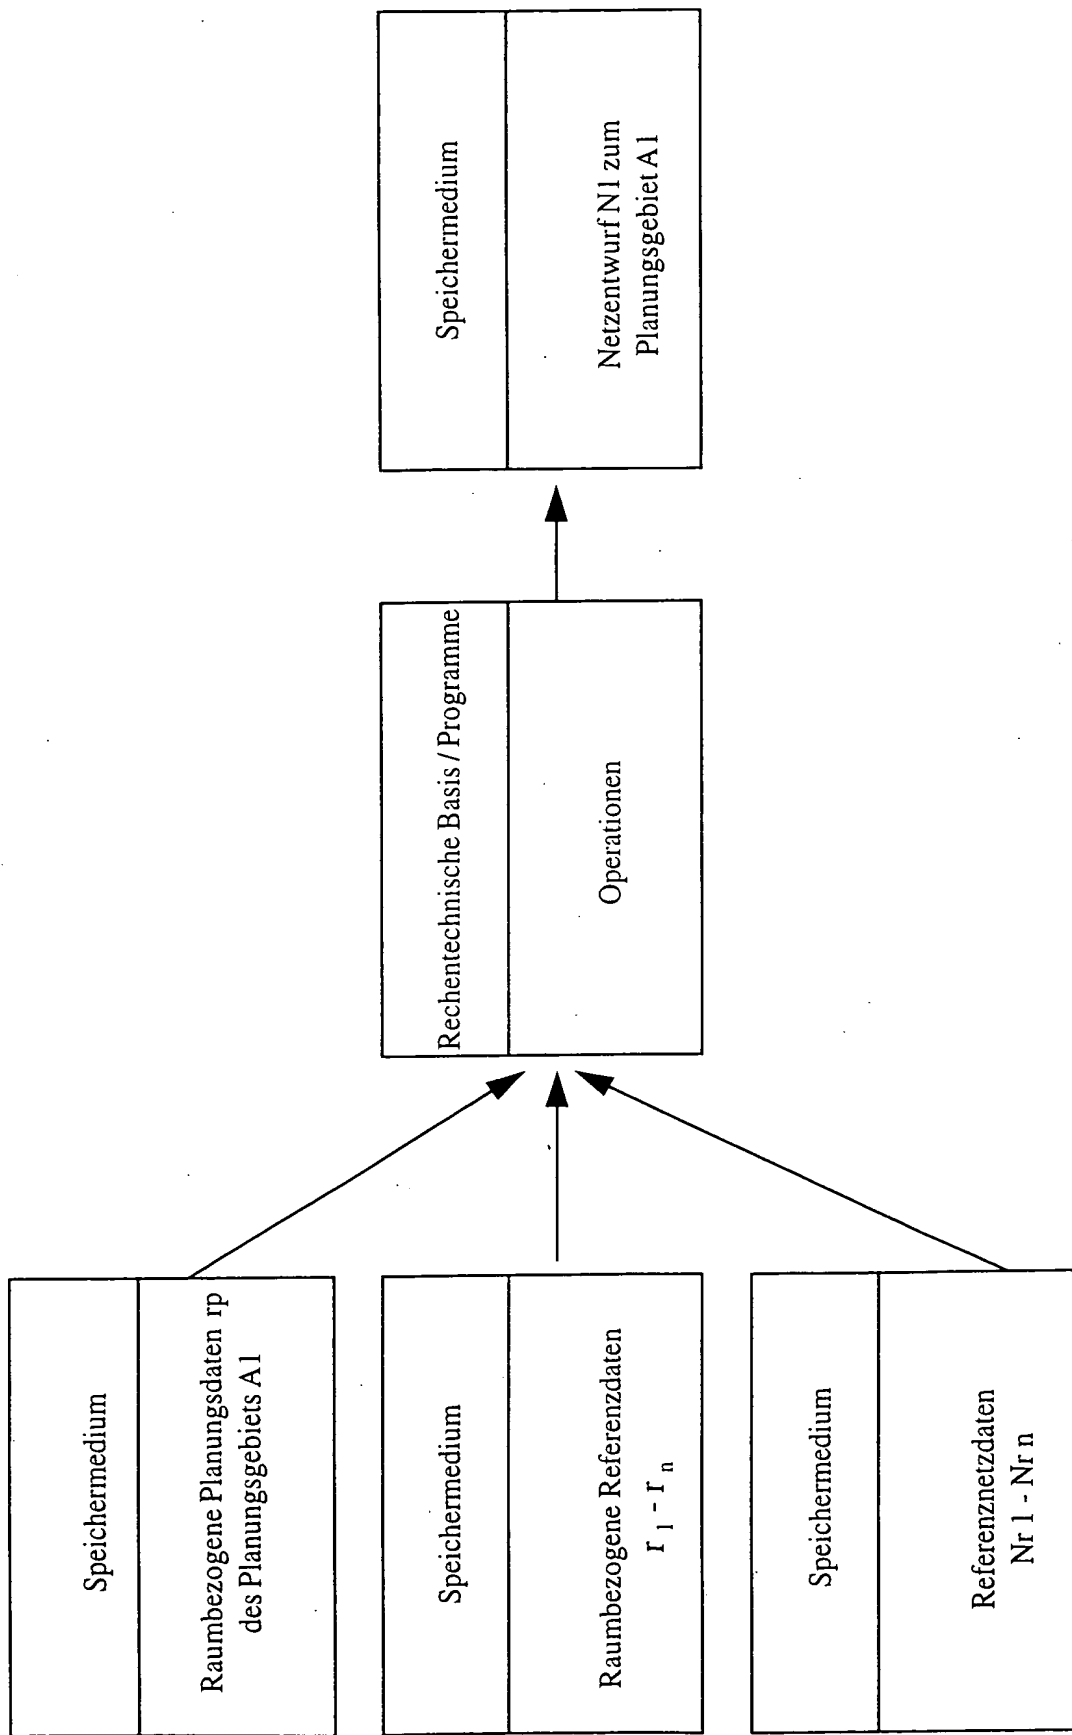 Speichermedium
Raumbezogene Planungsdaten rp
des Planungsgebiets A1
Speichermedium
Raumbezogene Referenzdaten
r 1 - r n
Speichermedium
Referenznetzdaten
Nr 1 - Nr n
Rechentechnische Basis / Programme
Operationen
Speichermedium
Netzentwurf N1 zum
Planungsgebiet A1